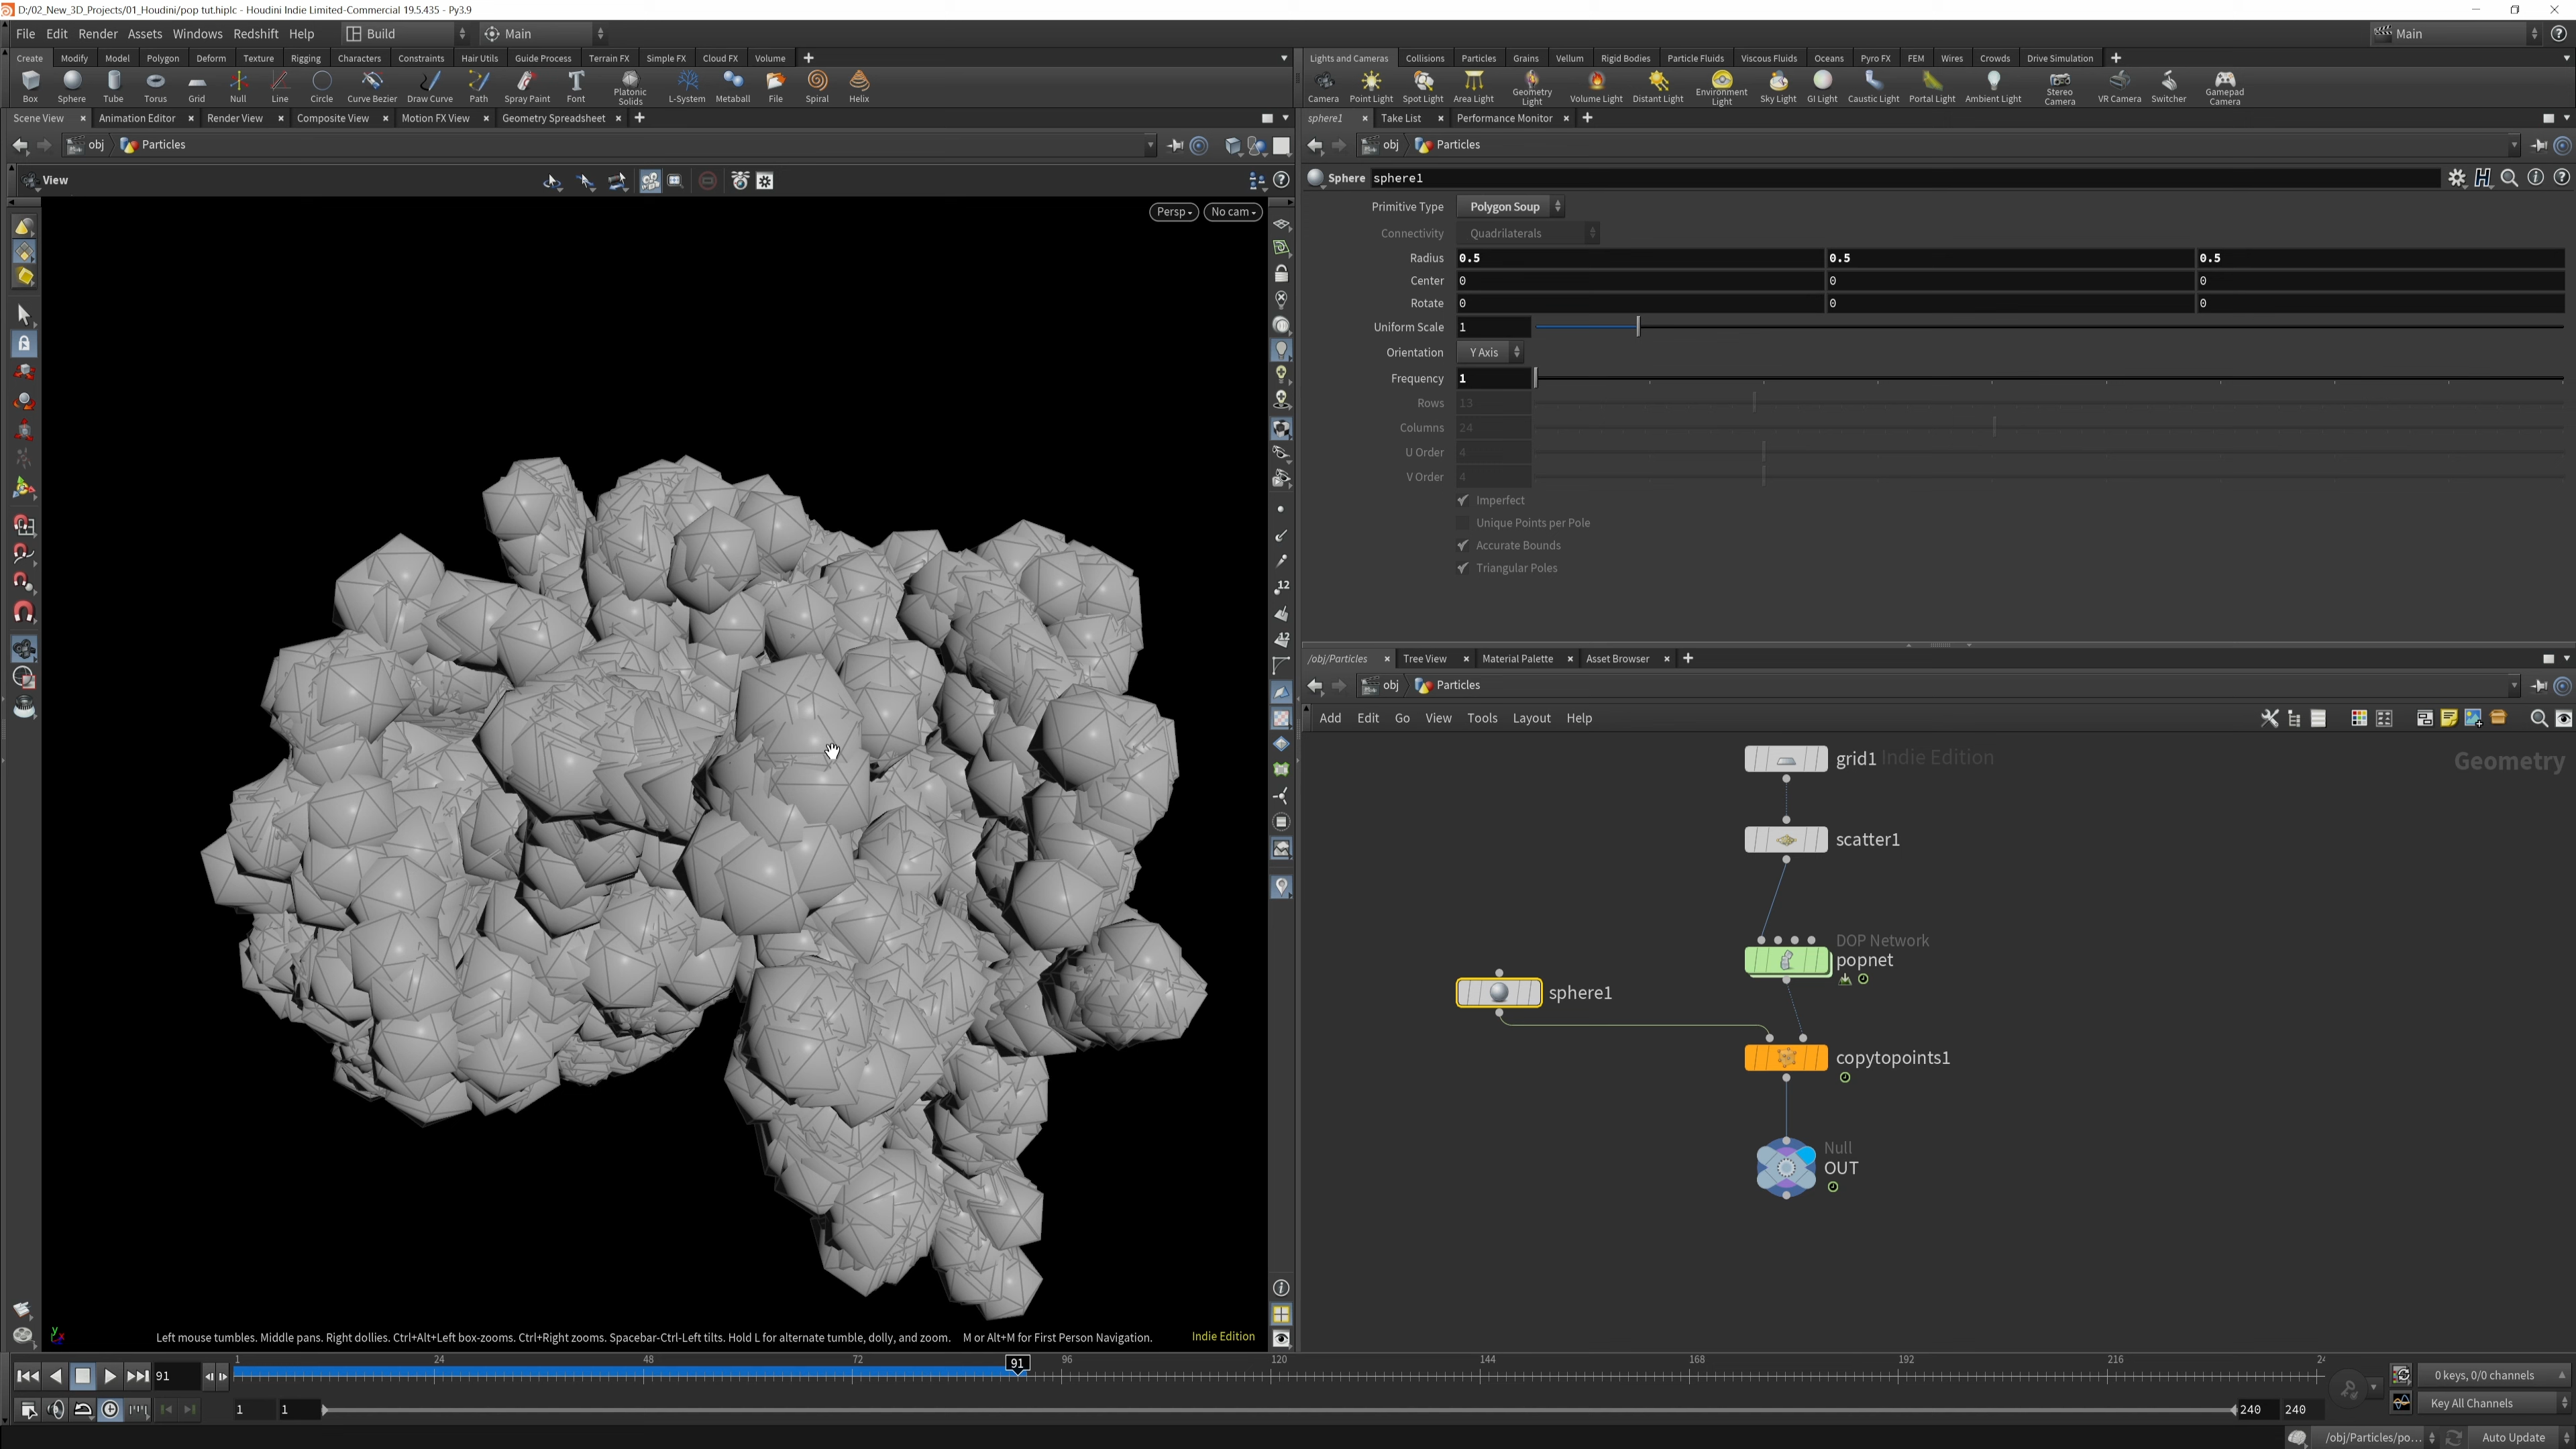 D:/02_New_3D_Projects/01_Houdini/pop tut.hiplc - Houdini Indie Limited-Commercial 19.5.435 - Py3.9
File Edit Render Assets Windows Redshift Help Build Main Main
Create Modify Model Polygon Deform Texture Rigging Characters Constraints Hair Utils Guide Process Terrain FX Simple FX Cloud FX Volume
Box Sphere Tube Torus Grid Null Line Circle Curve Bezier Draw Curve Path Spray Paint Font Platonic Solids L-System Metaball File Spiral Helix
Lights and Cameras Collisions Particles Grains Vellum Rigid Bodies Particle Fluids Viscous Fluids Oceans Pyro FX FEM Wires Crowds Drive Simulation
Camera Point Light Spot Light Area Light Geometry Light Volume Light Distant Light Environment Light Sky Light GI Light Caustic Light Portal Light Ambient Light Stereo Camera VR Camera Switcher Gamepad Camera
Scene View Animation Editor Render View Composite View Motion FX View Geometry Spreadsheet
obj Particles
View
Persp No cam
12
12
Left mouse tumbles. Middle pans. Right dollies. Ctrl+Alt+Left box-zooms. Ctrl+Right zooms. Spacebar-Ctrl-Left tilts. Hold L for alternate tumble, dolly, and zoom. M or Alt+M for First Person Navigation.
Indie Edition
sphere1 Take List Performance Monitor
obj Particles
Sphere sphere1
Primitive Type Polygon Soup
Connectivity Quadrilaterals
Radius 0.5 0.5 0.5
Center 0 0 0
Rotate 0 0 0
Uniform Scale 1
Orientation Y Axis
Frequency 1
Rows 13
Columns 24
U Order 4
V Order 4
Imperfect
Unique Points per Pole
Accurate Bounds
Triangular Poles
/obj/Particles Tree View Material Palette Asset Browser
obj Particles
Add Edit Go View Tools Layout Help
grid1 Indie Edition
Geometry
scatter1
DOP Network
popnet
sphere1
copytopoints1
Null
OUT
1 24 48 72 91 96 120 144 168 192 216 24
91
0 keys, 0/0 channels
1 1 240 240
Key All Channels
/obj/Particles/po... Auto Update